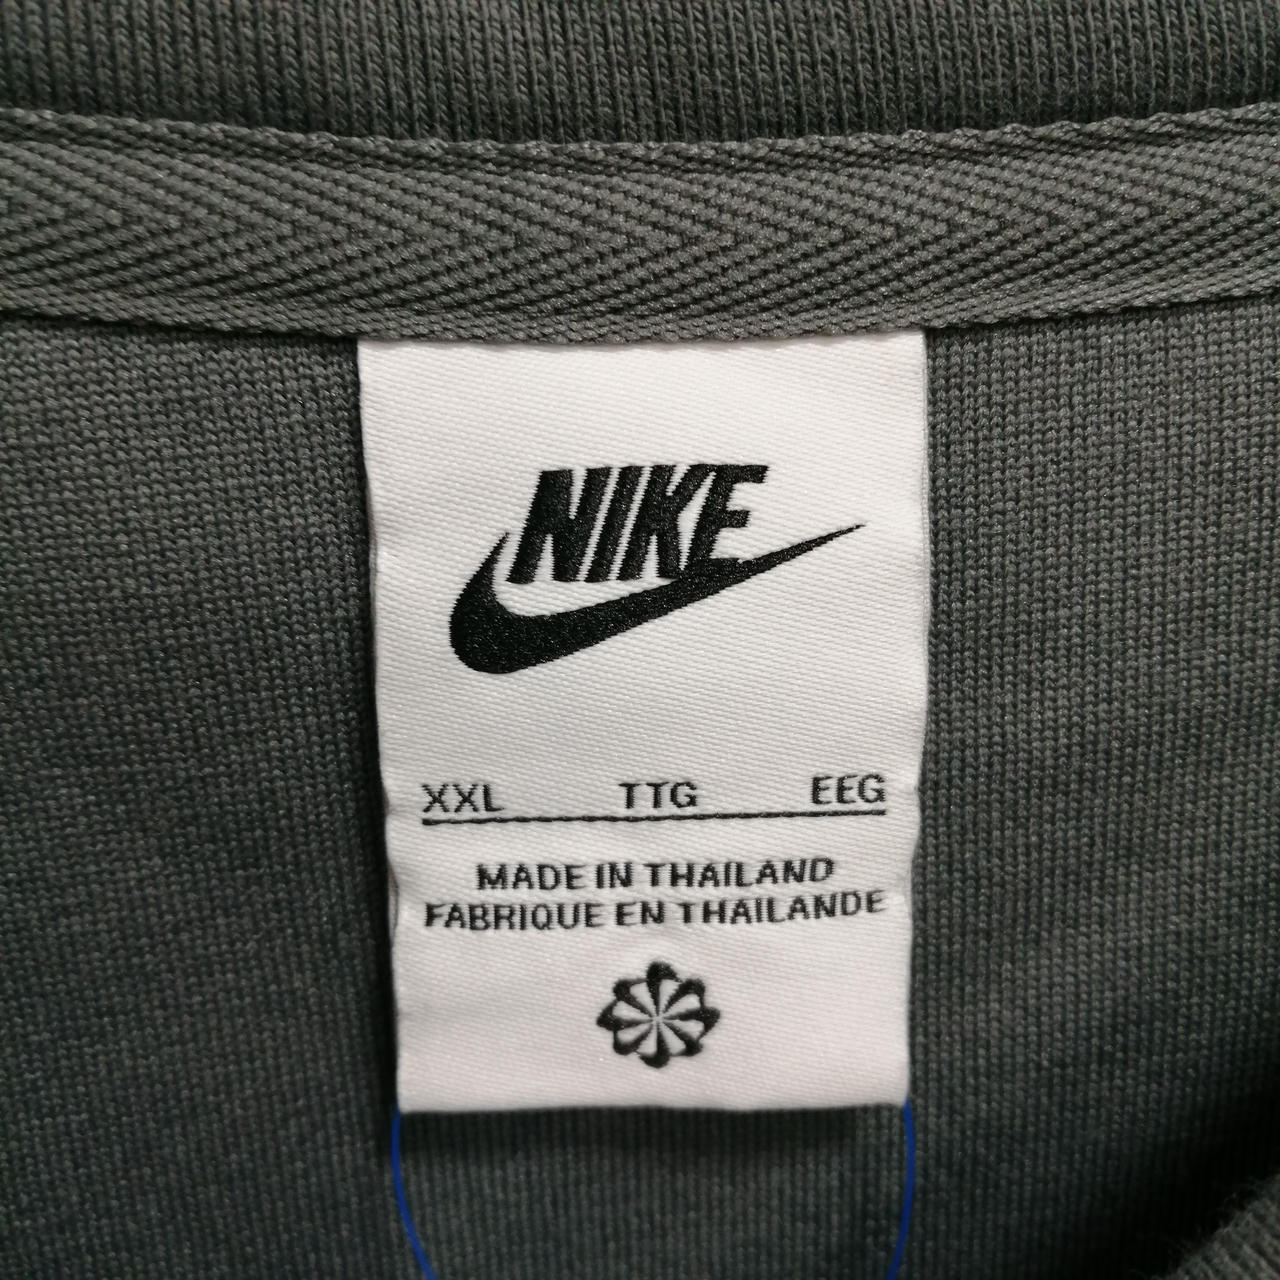 NIKE
XXL TTG EEG
MADE IN THAILAND
FABRIQUE EN THAILANDE